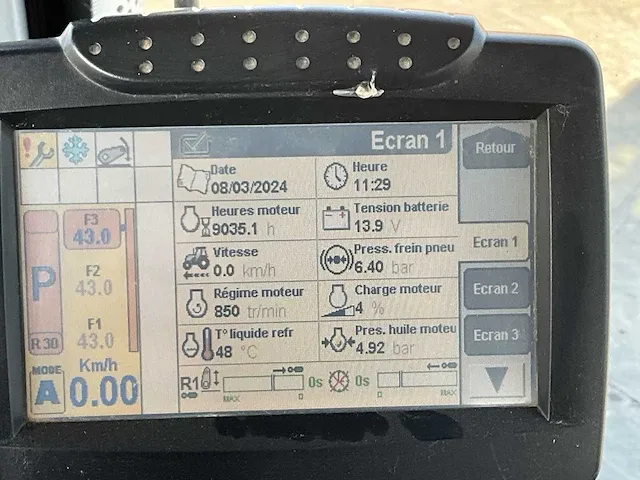 Ecran 1
Retour
Date
08/03/2024
Heure
11:29
Heures moteur
9035.1 h
Tension batterie
13.9 V
Vitesse
0.0 km/h
Press. frein pneu
6.40 bar
Régime moteur
850 tr/min
Charge moteur
4 %
T° liquide refr
48 °C
Pres. huile moteu
4.92 bar
R1
0s
0s
MAX
0
0
MAX
Ecran 1
Ecran 2
Ecran 3
F3
43.0
F2
43.0
F1
43.0
P
R30
MODE
A
Km/h
0.00